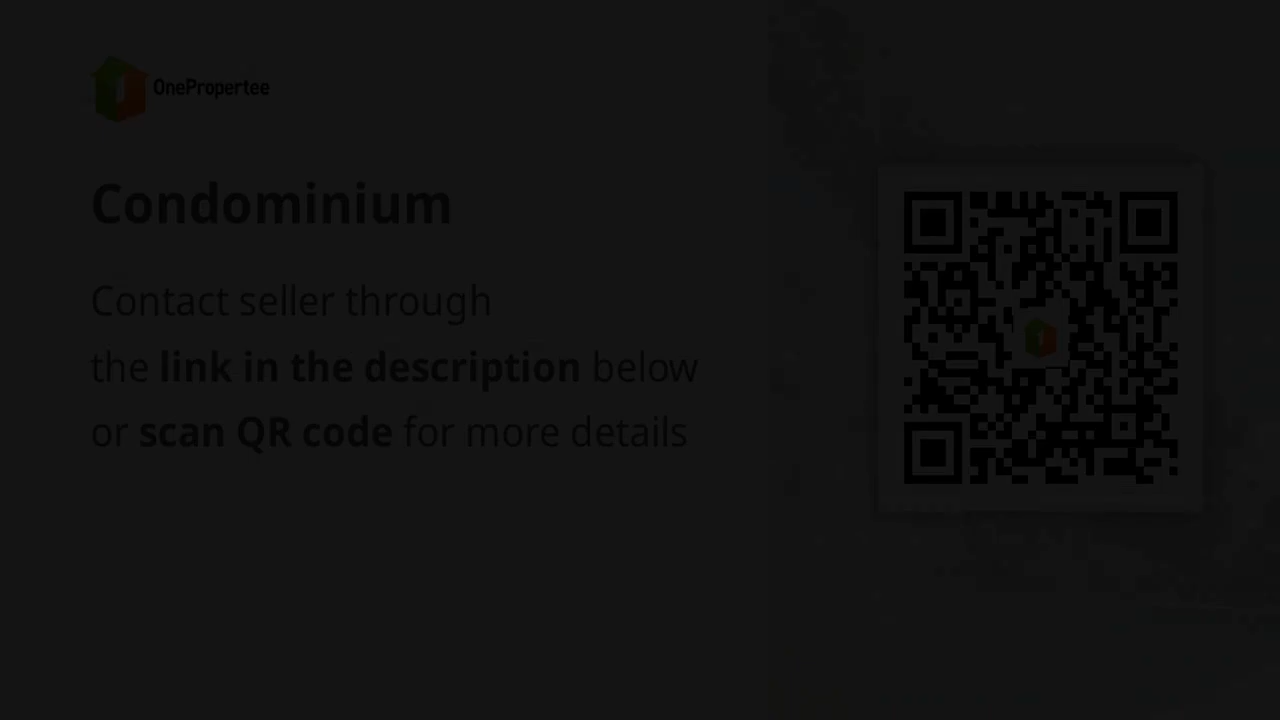 OnePropertee
Condominium
Contact seller through
the link in the description below
or scan QR code for more details